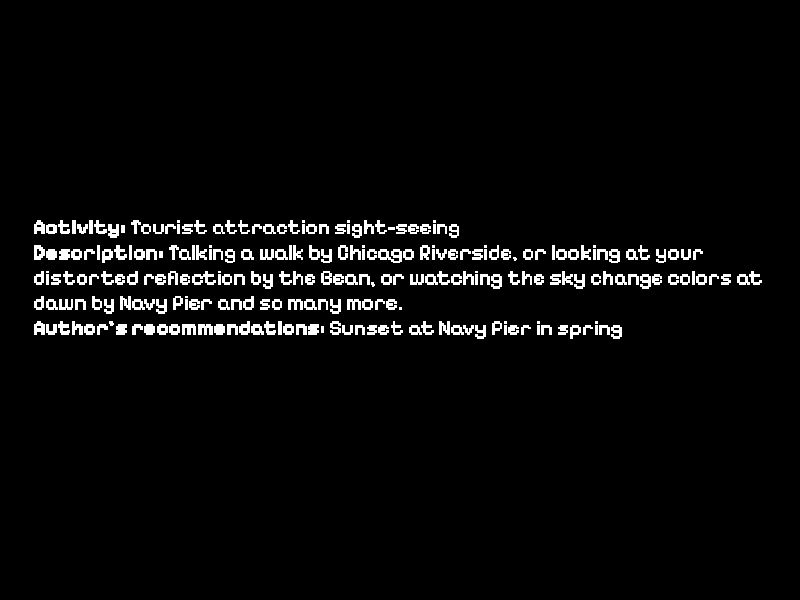 Activity: Tourist attraction sight-seeing
Description: Talking a walk by Chicago Riverside, or looking at your
distorted reflection by the Bean, or watching the sky change colors at
dawn by Navy Pier and so many more.
Author's recommendations: Sunset at Navy Pier in spring